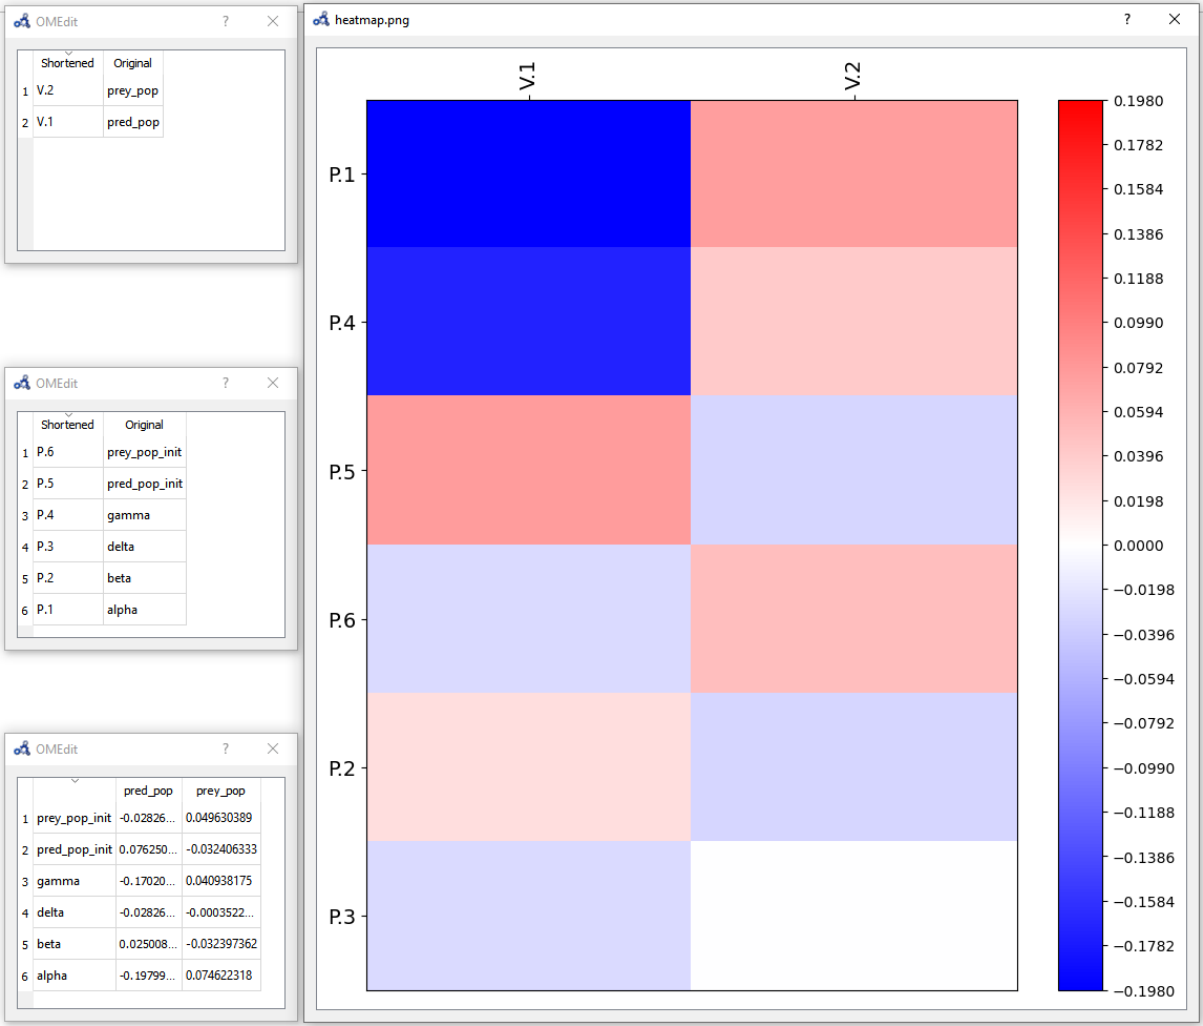 OMEdit ?
Shortened Original
1 V.2 prey_pop
2 V.1 pred_pop
OMEdit ?
Shortened Original
1 P.6 prey_pop_init
2 P.5 pred_pop_init
3 P.4 gamma
4 P.3 delta
5 P.2 beta
6 P.1 alpha
OMEdit ?
pred_pop prey_pop
1 prey_pop_init -0.02826... 0.049630389
2 pred_pop_init 0.076250... -0.032406333
3 gamma -0.17020... 0.040938175
4 delta -0.02826... -0.0003522...
5 beta 0.025008... -0.032397362
6 alpha -0.19799... 0.074622318
heatmap.png ?
V.1 V.2
P.1
P.4
P.5
P.6
P.2
P.3
0.1980
0.1782
0.1584
0.1386
0.1188
0.0990
0.0792
0.0594
0.0396
0.0198
0.0000
−0.0198
−0.0396
−0.0594
−0.0792
−0.0990
−0.1188
−0.1386
−0.1584
−0.1782
−0.1980